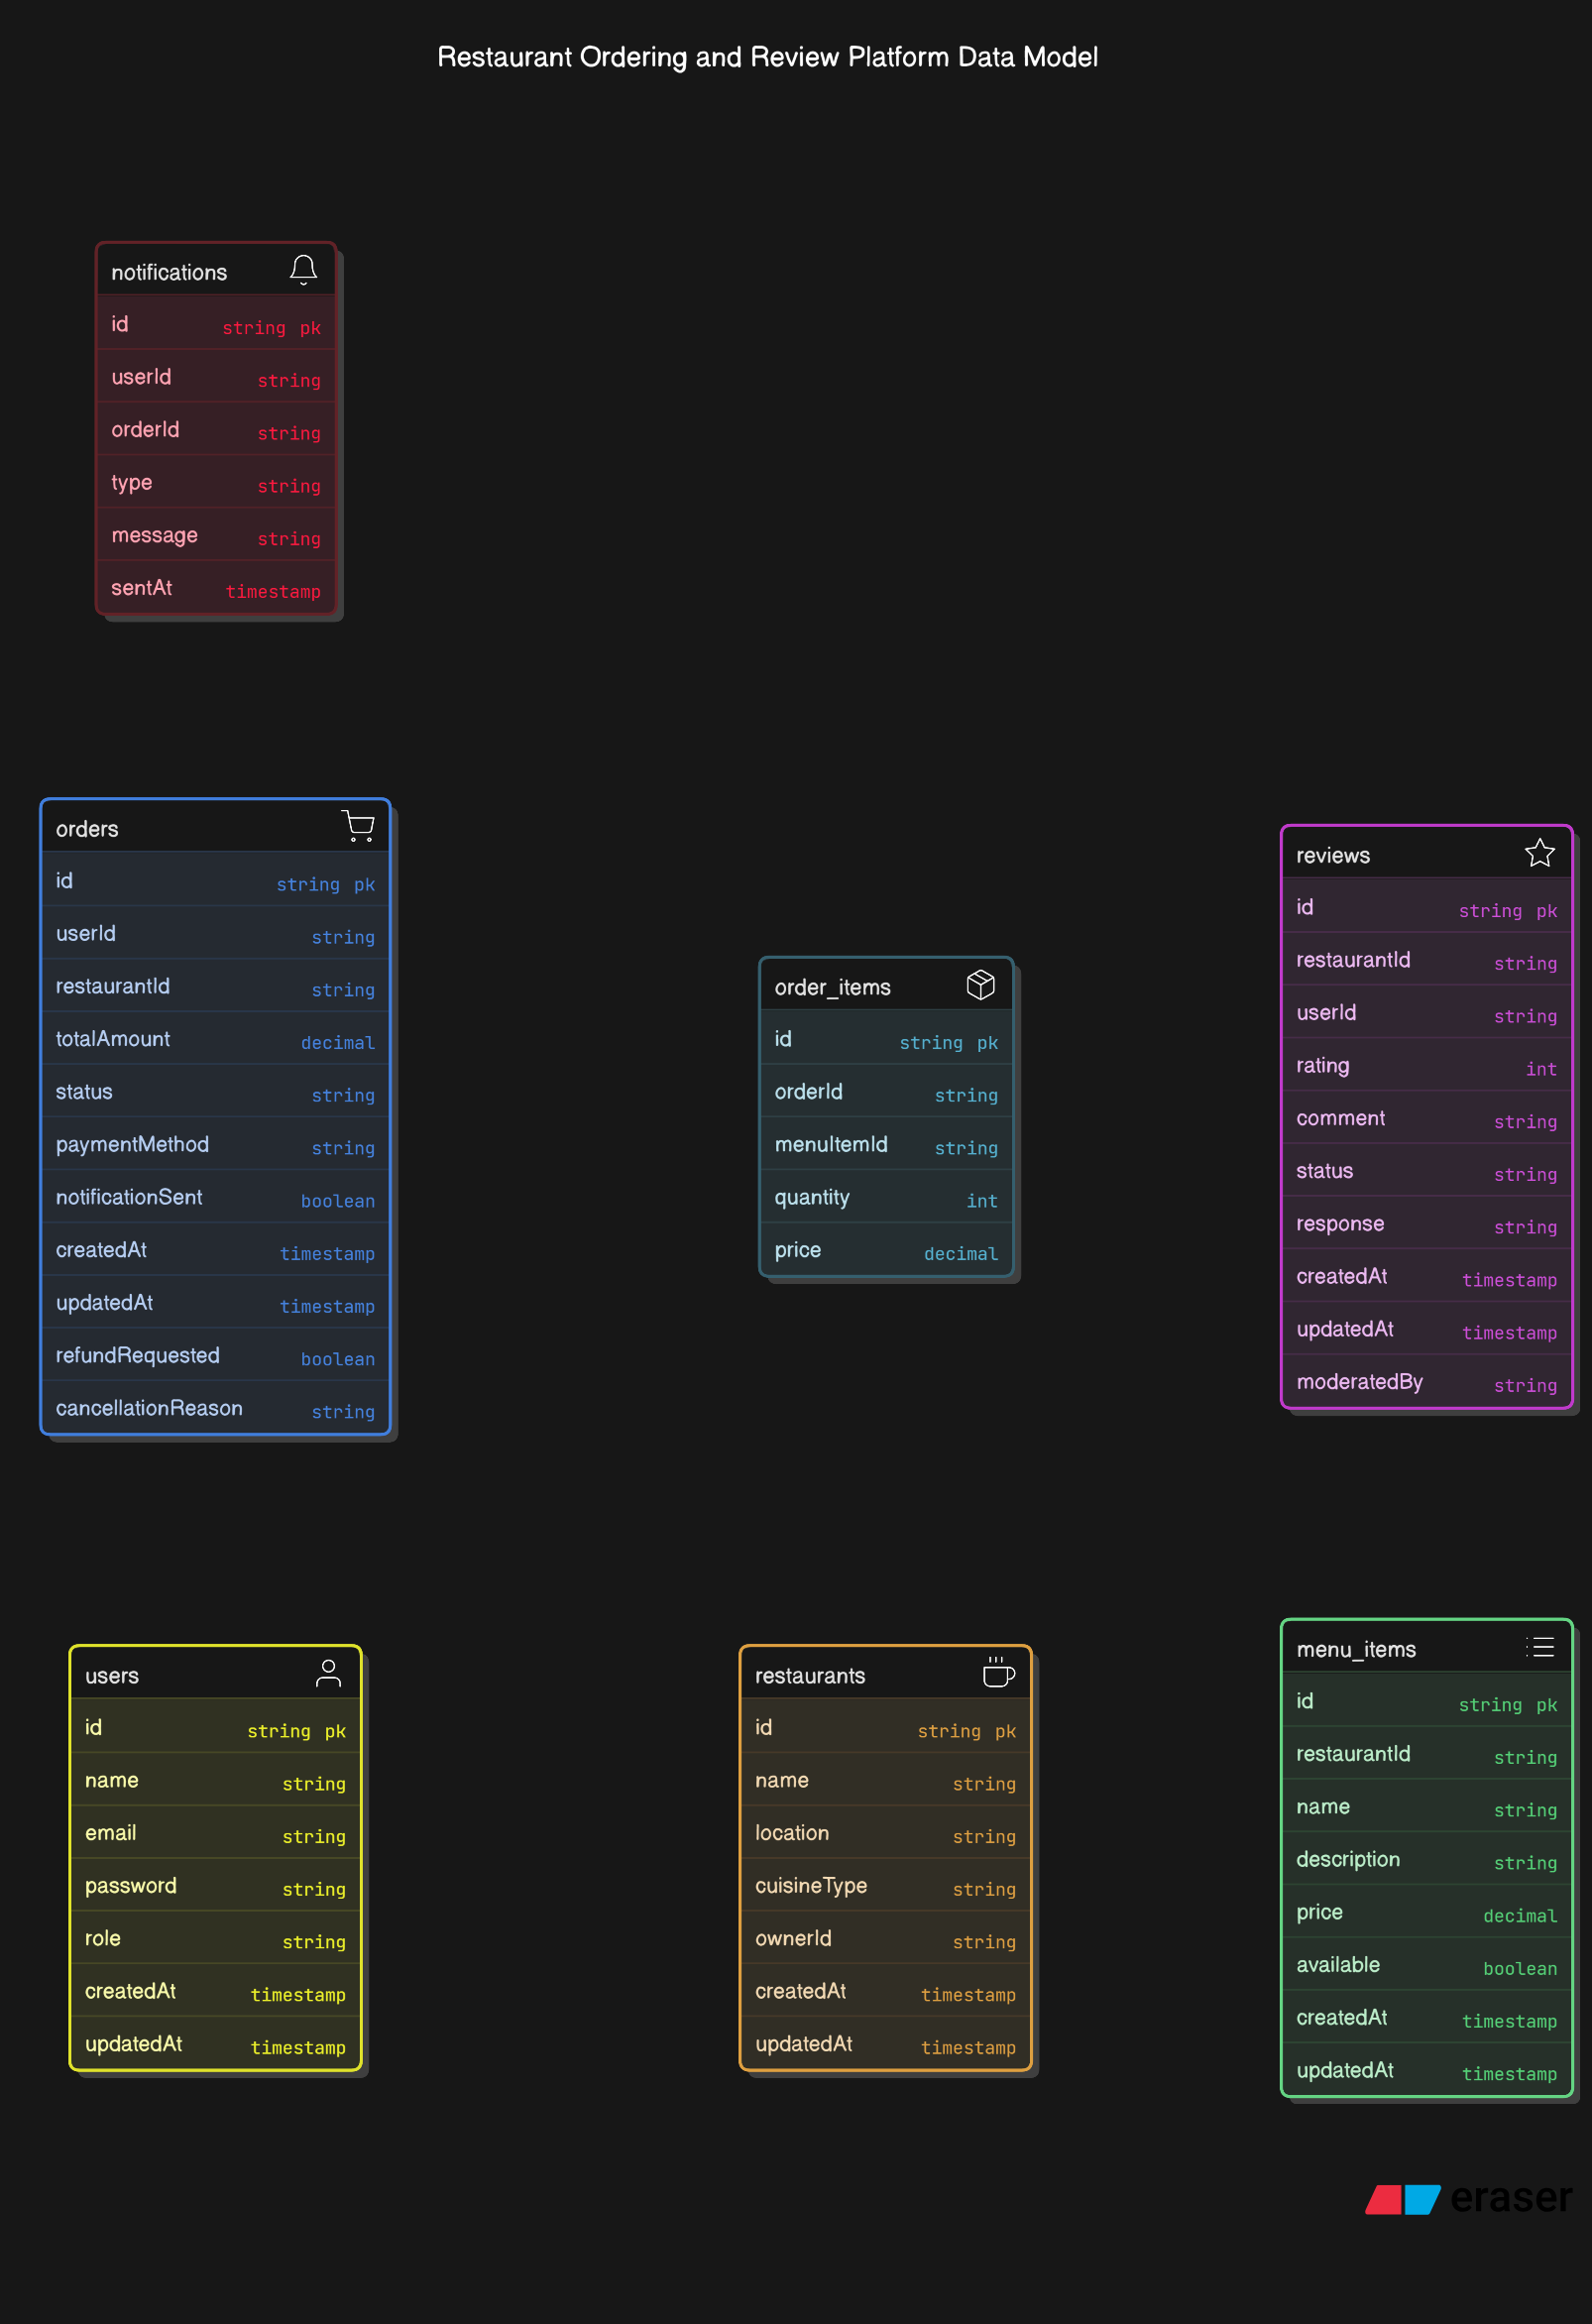 Restaurant Ordering and Review Platform Data Model
notifications
id string pk
userId string
orderId string
type string
message string
sentAt timestamp
orders
id string pk
userId string
restaurantId string
totalAmount decimal
status string
paymentMethod string
notificationSent boolean
createdAt timestamp
updatedAt timestamp
refundRequested boolean
cancellationReason string
order_items
id string pk
orderId string
menuItemId string
quantity int
price decimal
reviews
id string pk
restaurantId string
userId string
rating int
comment string
status string
response string
createdAt timestamp
updatedAt timestamp
moderatedBy string
users
id string pk
name string
email string
password string
role string
createdAt timestamp
updatedAt timestamp
restaurants
id string pk
name string
location string
cuisineType string
ownerId string
createdAt timestamp
updatedAt timestamp
menu_items
id string pk
restaurantId string
name string
description string
price decimal
available boolean
createdAt timestamp
updatedAt timestamp
eraser